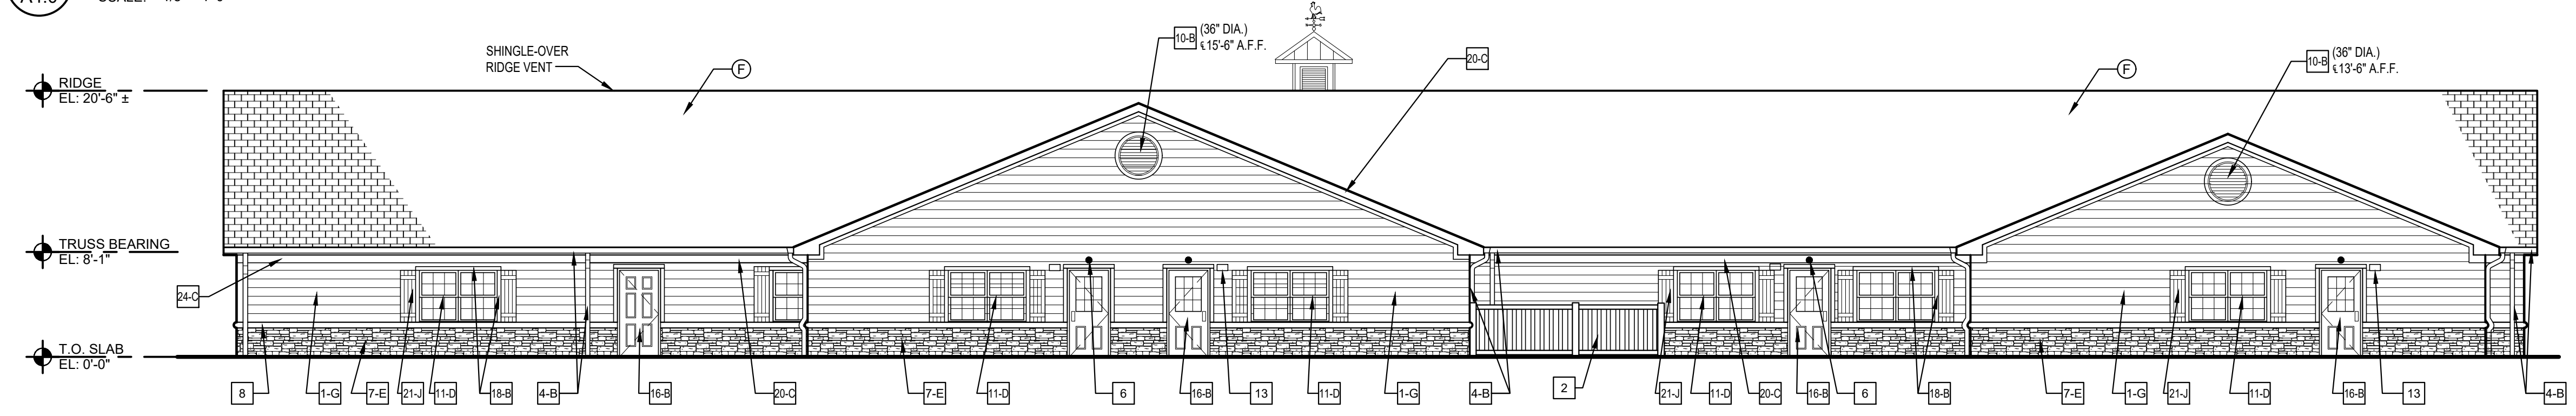 SHINGLE-OVER
RIDGE VENT
F
10-B
(36" DIA.)
℄15'-6" A.F.F.
20-C
F
10-B
(36" DIA.)
℄13'-6" A.F.F.
RIDGE
EL: 20'-6" ±
TRUSS BEARING
EL: 8'-1"
24-C
T.O. SLAB
EL: 0'-0"
8
1-G
7-E
21-J
11-D
18-B
4-B
16-B
20-C
7-E
11-D
6
16-B
13
11-D
1-G
4-B
2
21-J
11-D
20-C
16-B
6
18-B
7-E
1-G
21-J
11-D
16-B
13
4-B